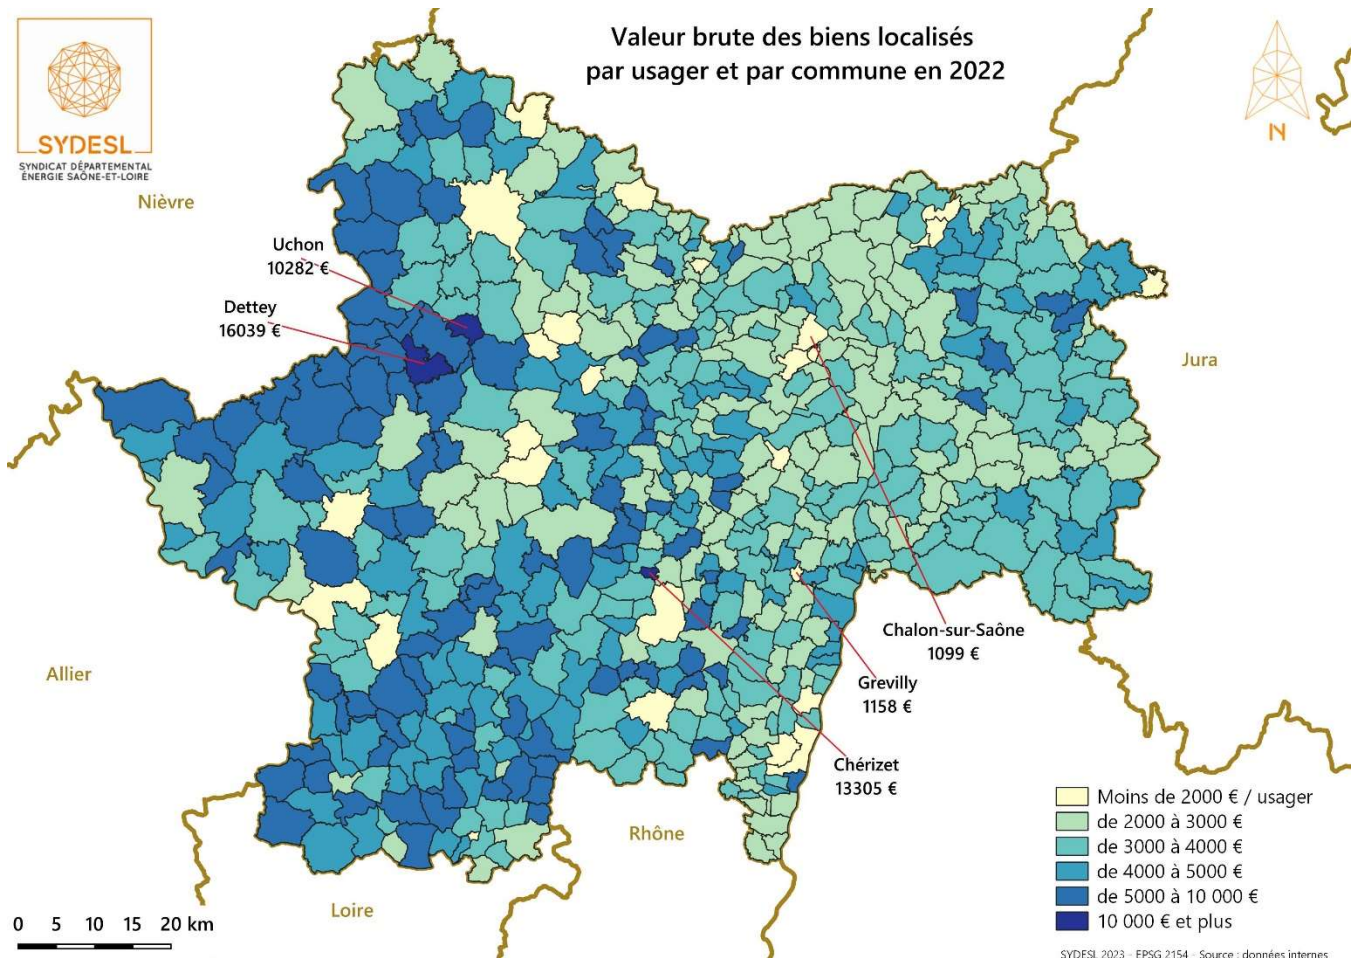 Valeur brute des biens localisés
par usager et par commune en 2022
SYDESL
SYNDICAT DÉPARTEMENTAL
ÉNERGIE SAÔNE-ET-LOIRE
N
Nièvre
Uchon
10282 €
Dettey
16039 €
Jura
Chalon-sur-Saône
1099 €
Allier
Grevilly
1158 €
Chérizet
13305 €
Rhône
Loire
Moins de 2000 € / usager
de 2000 à 3000 €
de 3000 à 4000 €
de 4000 à 5000 €
de 5000 à 10 000 €
10 000 € et plus
0 5 10 15 20 km
SYDESL 2023 - EPSG 2154 - Source : données internes